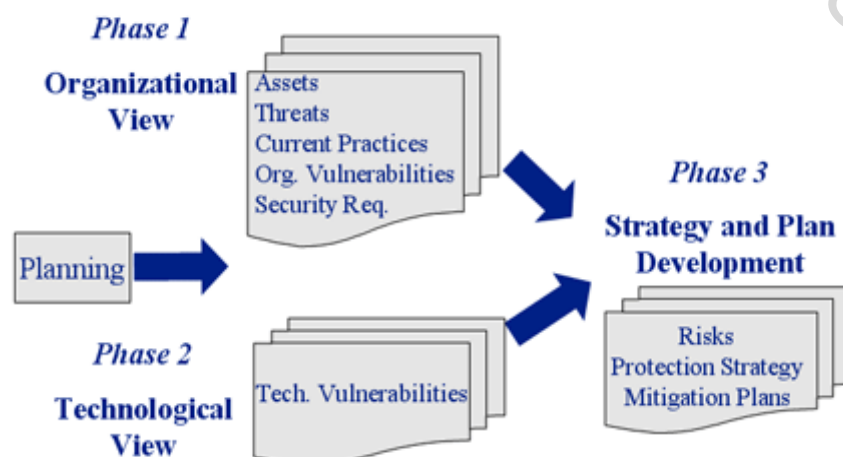 Phase 1
Organizational
View
Assets
Threats
Current Practices
Org. Vulnerabilities
Security Req.
Planning
Phase 2
Technological
View
Tech. Vulnerabilities
Phase 3
Strategy and Plan
Development
Risks
Protection Strategy
Mitigation Plans